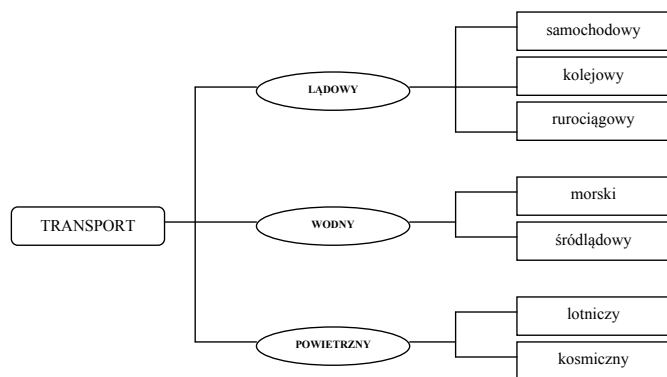 TRANSPORT
LĄDOWY
samochodowy
kolejowy
rurociągowy
WODNY
morski
śródlądowy
POWIETRZNY
lotniczy
kosmiczny